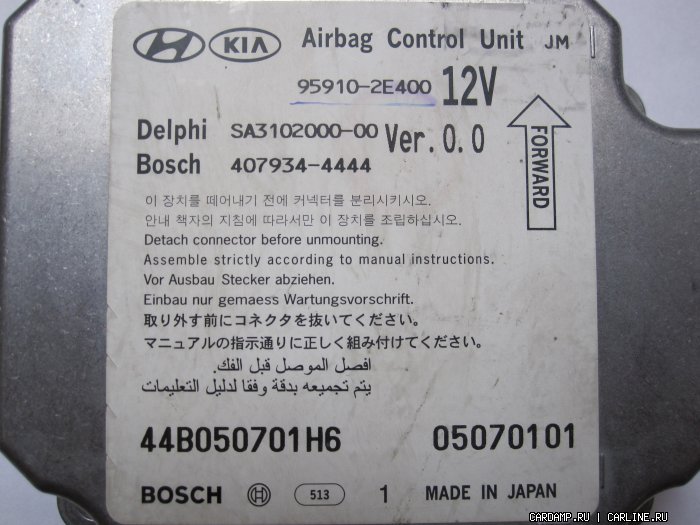 HYUNDAI KIA Airbag Control Unit JM
95910-2E400 12V
Delphi SA3102000-00 Ver.0.0
Bosch 407934-4444
FORWARD
이 장치를 떼어내기 전에 커넥터를 분리시키시오.
안내 책자의 지침에 따라서만 이 장치를 조립하십시오.
Detach connector before unmounting.
Assemble strictly according to manual instructions.
Vor Ausbau Stecker abziehen.
Einbau nur gemaess Wartungsvorschrift.
取り外す前にコネクタを抜いてください。
マニュアルの指示通りに正しく組み付けてください。
افصل الموصل قبل الفك.
يتم تجميعه بدقة وفقا لدليل التعليمات
44B050701H6 05070101
BOSCH 513 1 MADE IN JAPAN
CARDAMP.RU / CARLINE.RU